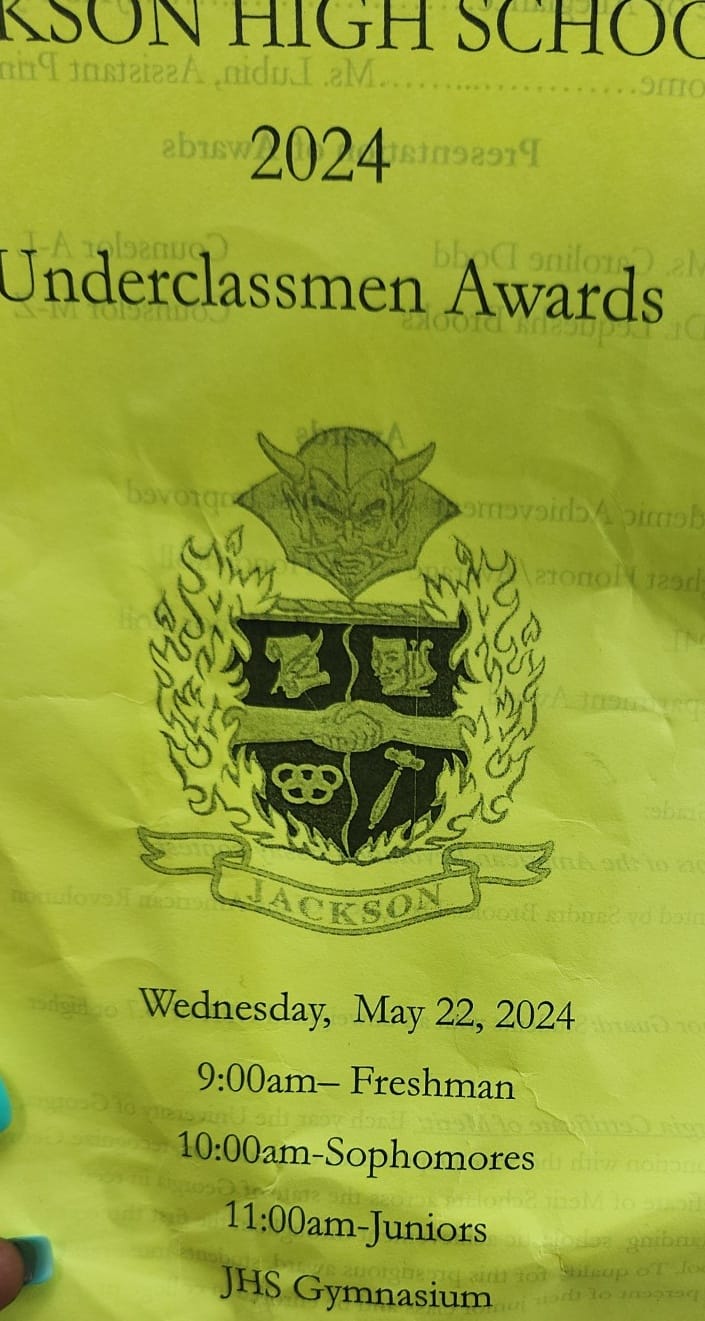 KSON HIGH SCHOO
2024
Underclassmen Awards
JACKSON
Wednesday, May 22, 2024
9:00am– Freshman
10:00am-Sophomores
11:00am-Juniors
JHS Gymnasium